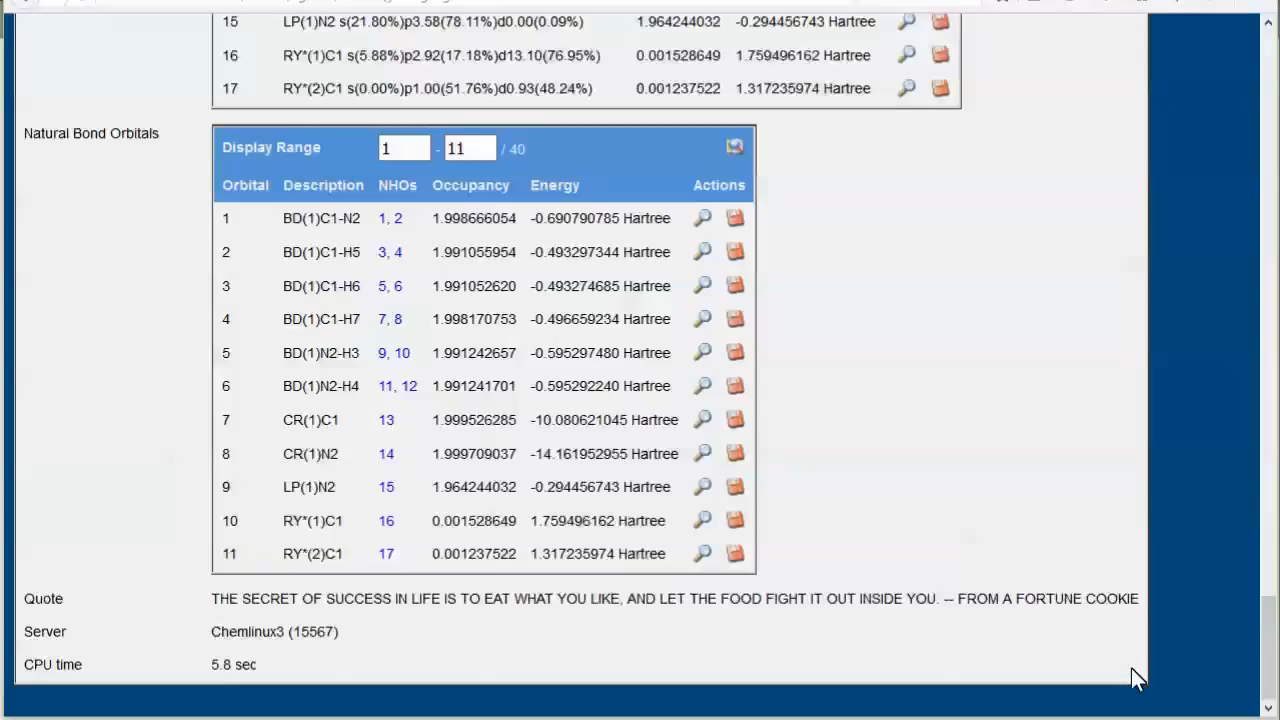 15 LP(1)N2 s(21.80%)p3.58(78.11%)d0.00(0.09%) 1.964244032 -0.294456743 Hartree
16 RY*(1)C1 s(5.88%)p2.92(17.18%)d13.10(76.95%) 0.001528649 1.759496162 Hartree
17 RY*(2)C1 s(0.00%)p1.00(51.76%)d0.93(48.24%) 0.001237522 1.317235974 Hartree
Natural Bond Orbitals
Display Range 1 - 11 / 40
Orbital Description NHOs Occupancy Energy Actions
1 BD(1)C1-N2 1, 2 1.998666054 -0.690790785 Hartree
2 BD(1)C1-H5 3, 4 1.991055954 -0.493297344 Hartree
3 BD(1)C1-H6 5, 6 1.991052620 -0.493274685 Hartree
4 BD(1)C1-H7 7, 8 1.998170753 -0.496659234 Hartree
5 BD(1)N2-H3 9, 10 1.991242657 -0.595297480 Hartree
6 BD(1)N2-H4 11, 12 1.991241701 -0.595292240 Hartree
7 CR(1)C1 13 1.999526285 -10.080621045 Hartree
8 CR(1)N2 14 1.999709037 -14.161952955 Hartree
9 LP(1)N2 15 1.964244032 -0.294456743 Hartree
10 RY*(1)C1 16 0.001528649 1.759496162 Hartree
11 RY*(2)C1 17 0.001237522 1.317235974 Hartree
Quote THE SECRET OF SUCCESS IN LIFE IS TO EAT WHAT YOU LIKE, AND LET THE FOOD FIGHT IT OUT INSIDE YOU. -- FROM A FORTUNE COOKIE
Server Chemlinux3 (15567)
CPU time 5.8 sec